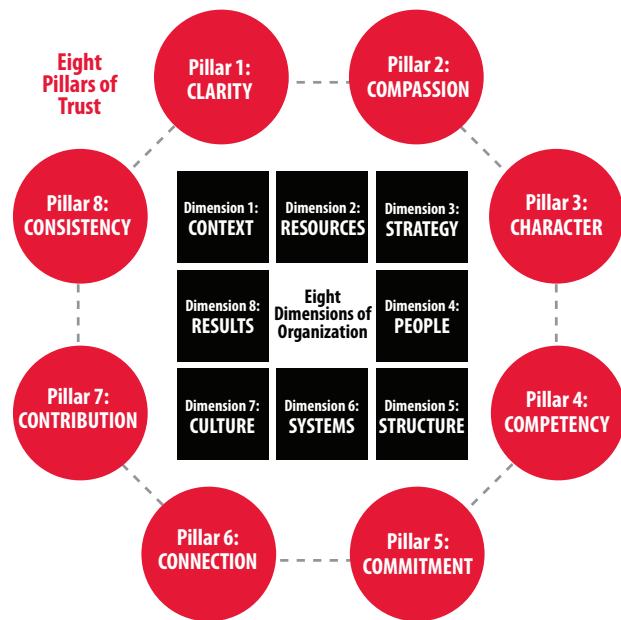 Eight
Pillars of
Trust
Pillar 1:
CLARITY
Pillar 2:
COMPASSION
Pillar 3:
CHARACTER
Pillar 4:
COMPETENCY
Pillar 5:
COMMITMENT
Pillar 6:
CONNECTION
Pillar 7:
CONTRIBUTION
Pillar 8:
CONSISTENCY
Dimension 1:
CONTEXT
Dimension 2:
RESOURCES
Dimension 3:
STRATEGY
Dimension 8:
RESULTS
Eight
Dimensions of
Organization
Dimension 4:
PEOPLE
Dimension 7:
CULTURE
Dimension 6:
SYSTEMS
Dimension 5:
STRUCTURE